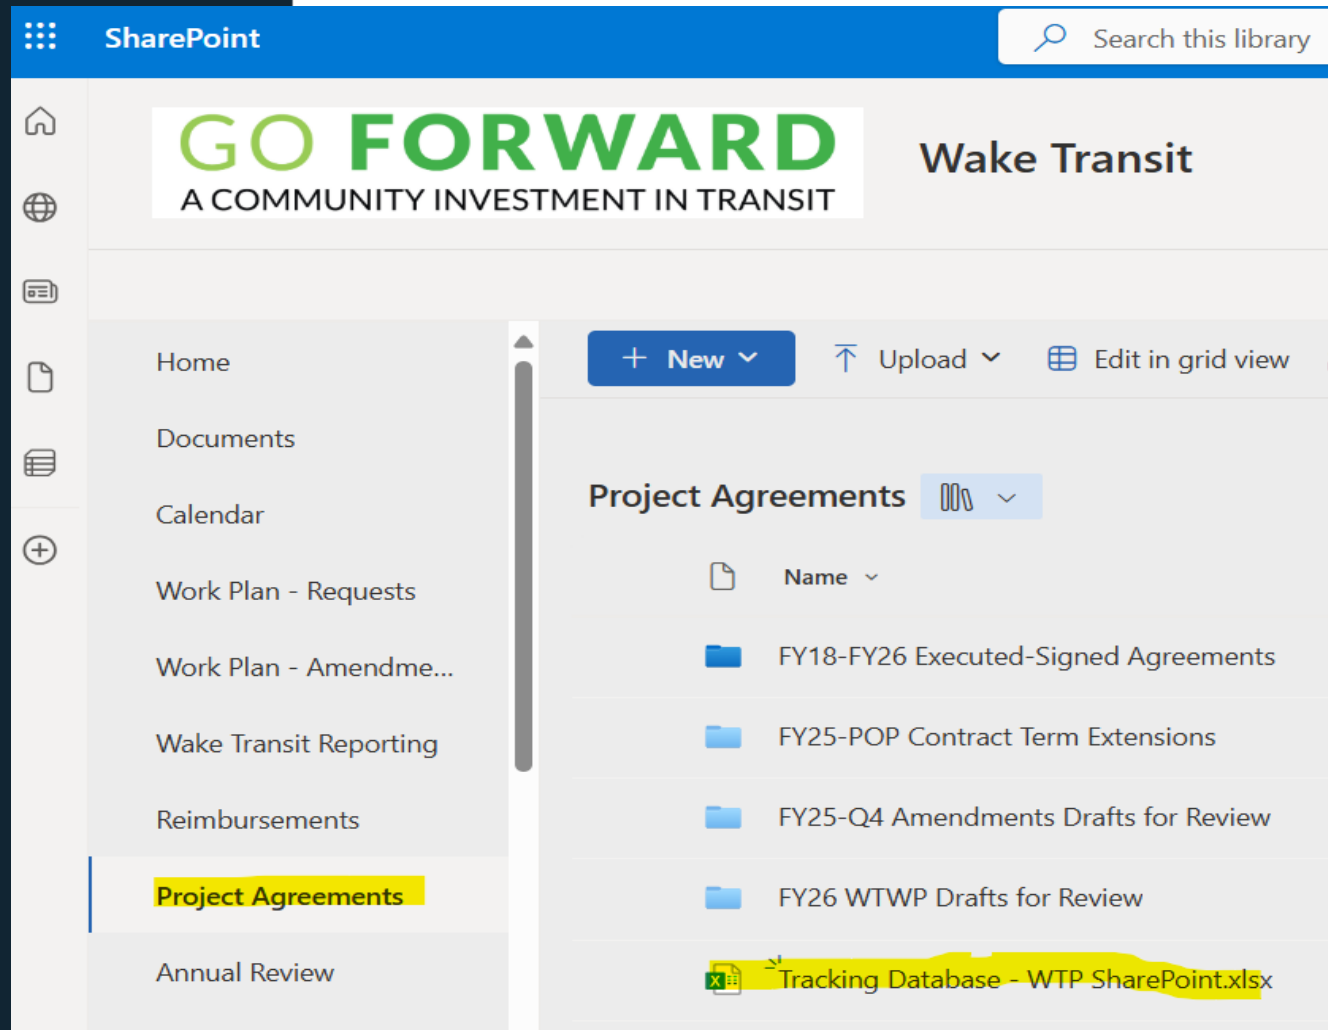 SharePoint
Search this library
GO FORWARD
A COMMUNITY INVESTMENT IN TRANSIT
Wake Transit
Home
Documents
Calendar
Work Plan - Requests
Work Plan - Amendme...
Wake Transit Reporting
Reimbursements
Project Agreements
Annual Review
+ New
Upload
Edit in grid view
Project Agreements
Name
FY18-FY26 Executed-Signed Agreements
FY25-POP Contract Term Extensions
FY25-Q4 Amendments Drafts for Review
FY26 WTWP Drafts for Review
Tracking Database - WTP SharePoint.xlsx